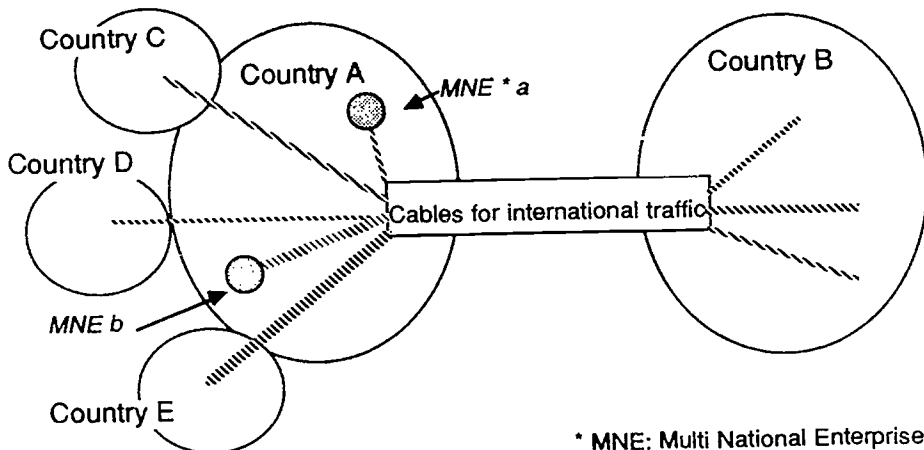 Country C
Country A
MNE * a
Country B
Country D
Cables for international traffic
MNE b
Country E
* MNE: Multi National Enterprise